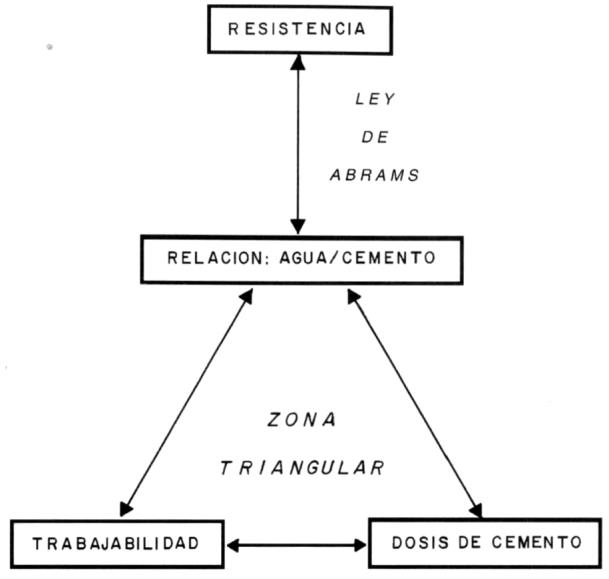 RESISTENCIA
LEY
DE
ABRAMS
RELACION: AGUA/CEMENTO
ZONA
TRIANGULAR
TRABAJABILIDAD
DOSIS DE CEMENTO